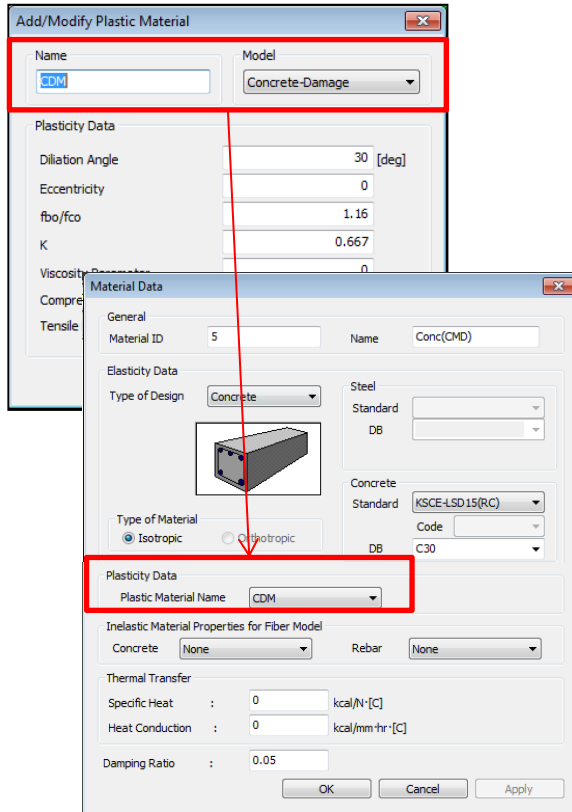 Add/Modify Plastic Material
Name Model
CDM Concrete-Damage
Plasticity Data
Diliation Angle 30 [deg]
Eccentricity 0
fbo/fco 1.16
K 0.667
Viscosity Parameter 0
Compre
Tensile
Material Data
General
Material ID 5 Name Conc(CMD)
Elasticity Data
Type of Design Concrete
Steel
Standard
DB
Concrete
Standard KSCE-LSD15(RC)
Code
DB C30
Type of Material
Isotropic Orthotropic
Plasticity Data
Plastic Material Name CDM
Inelastic Material Properties for Fiber Model
Concrete None Rebar None
Thermal Transfer
Specific Heat : 0 kcal/N·[C]
Heat Conduction : 0 kcal/mm·hr·[C]
Damping Ratio : 0.05
OK Cancel Apply